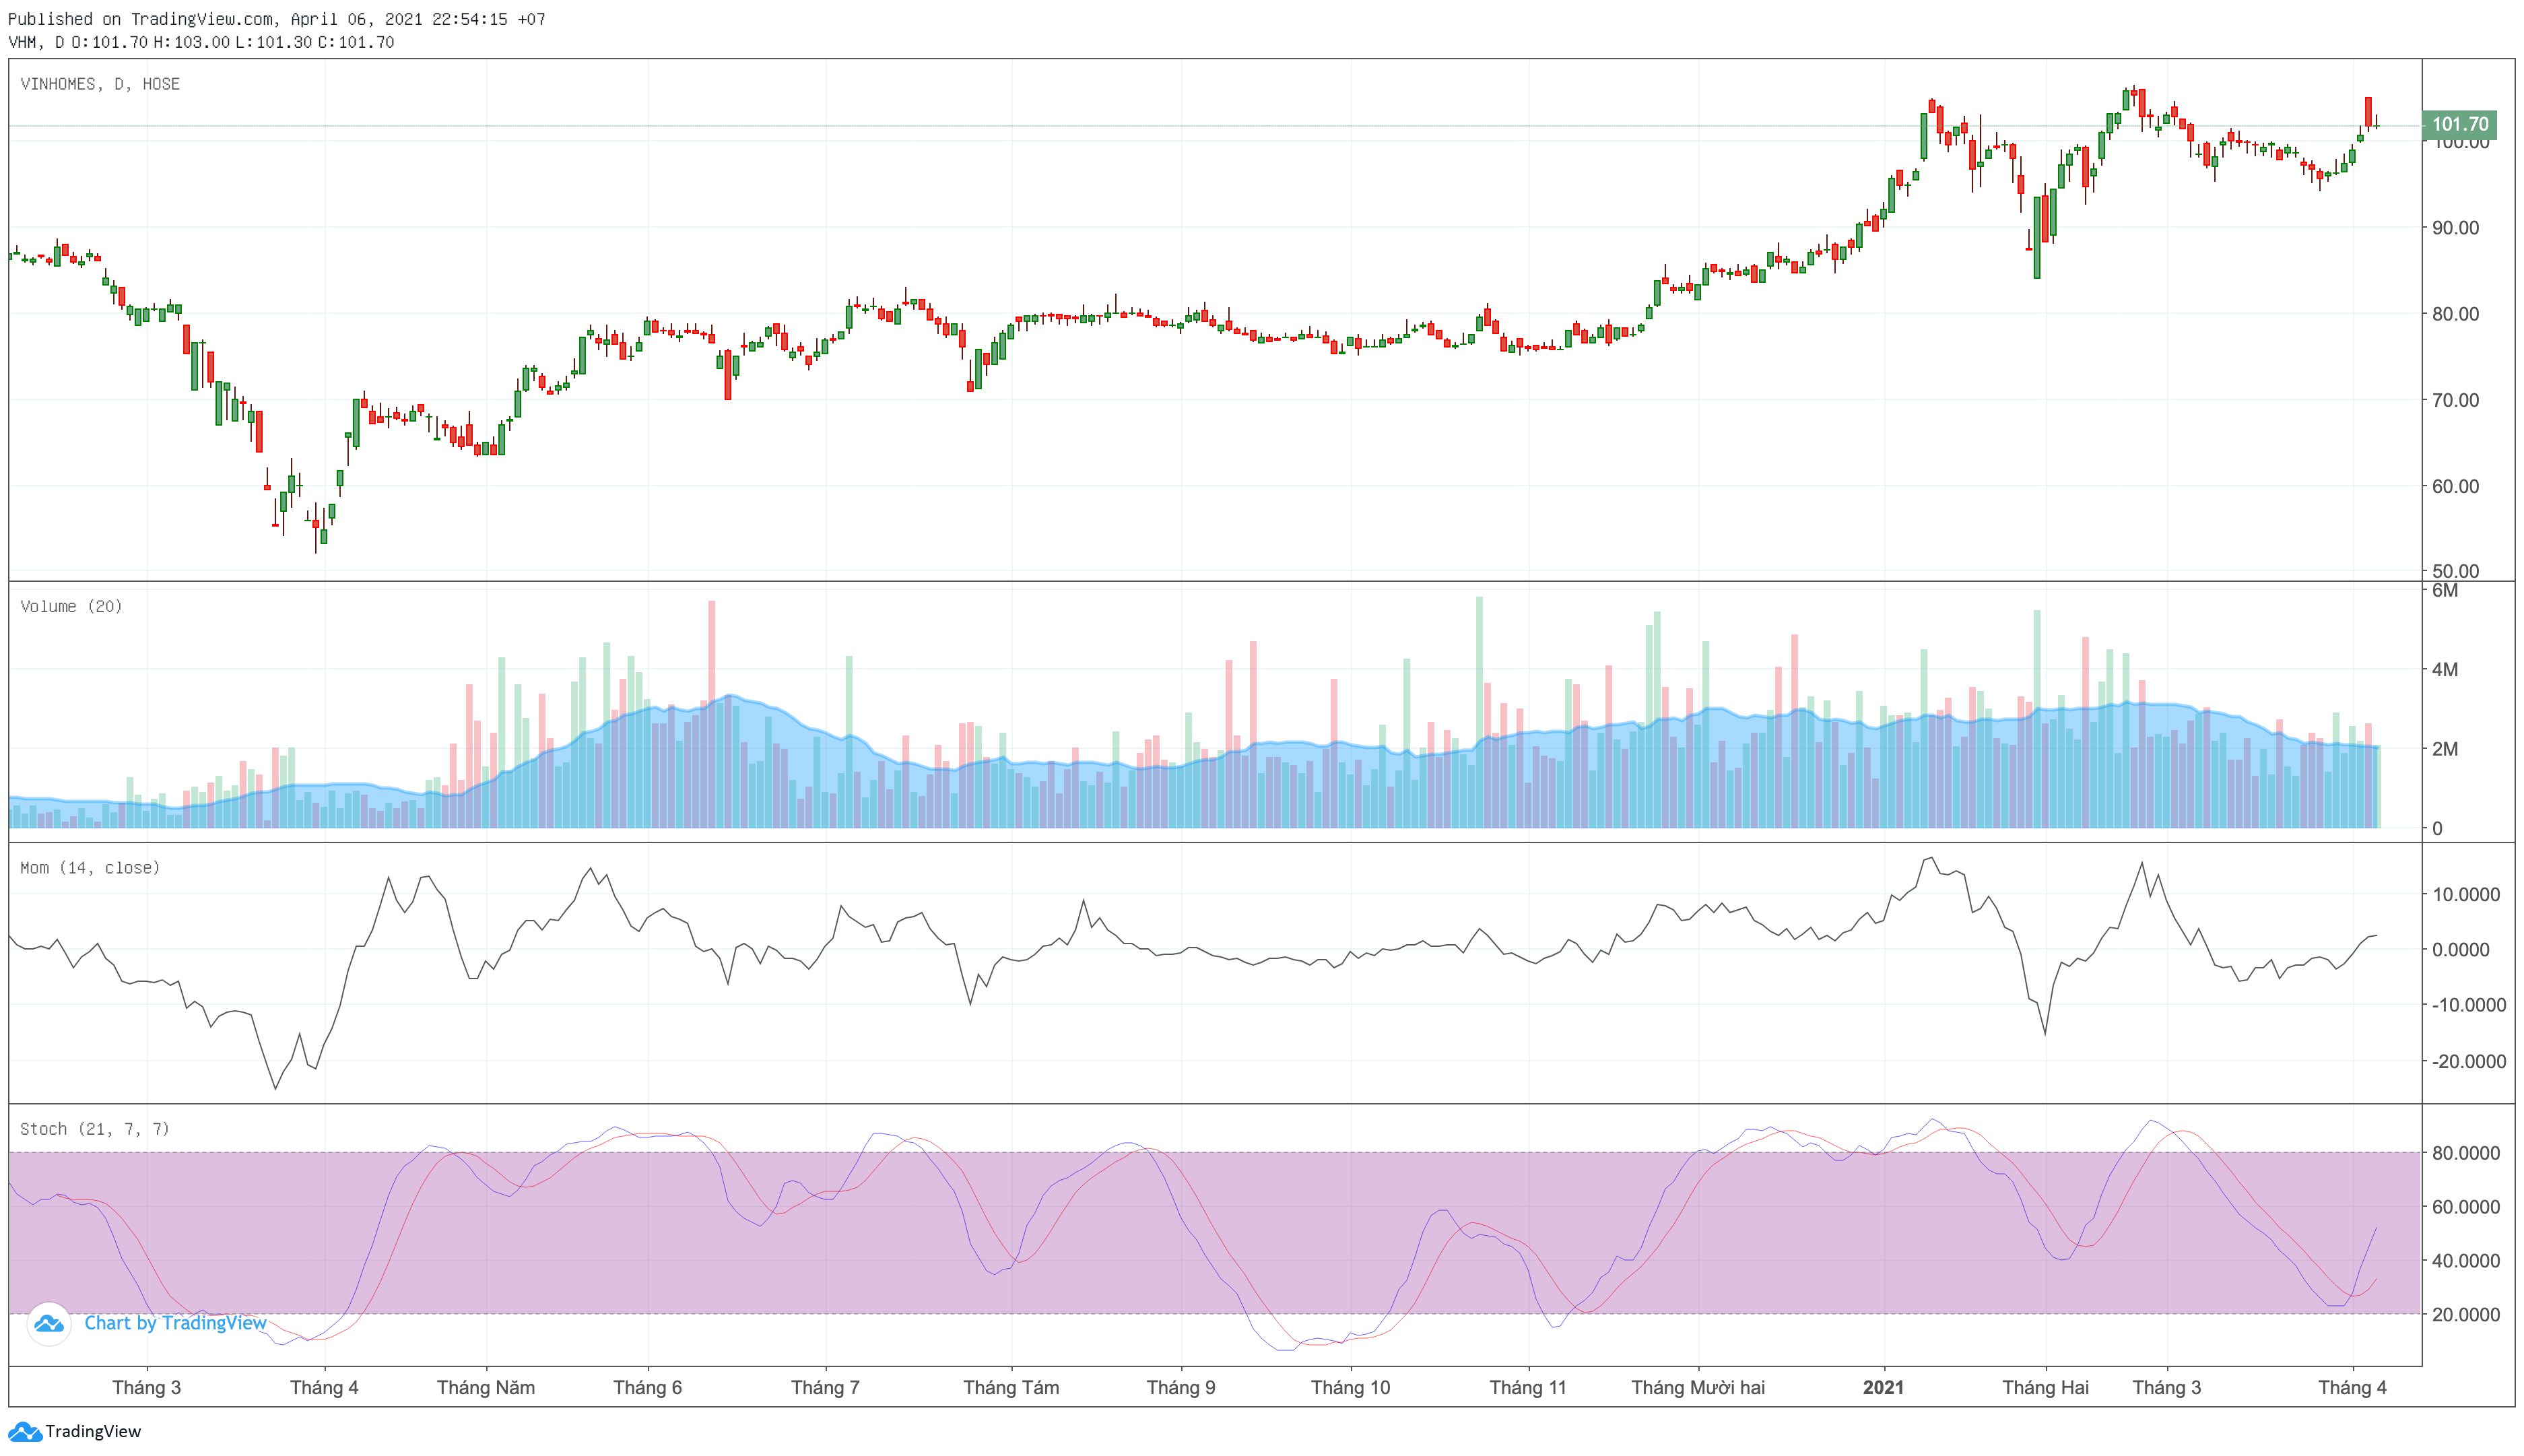 Published on TradingView.com, April 06, 2021 22:54:15 +07
VHM, D O:101.70 H:103.00 L:101.30 C:101.70
VINHOMES, D, HOSE
101.70
100.00
90.00
80.00
70.00
60.00
50.00
Volume (20)
6M
4M
2M
0
Mom (14, close)
10.0000
0.0000
-10.0000
-20.0000
Stoch (21, 7, 7)
80.0000
60.0000
40.0000
20.0000
Chart by TradingView
Tháng 3 Tháng 4 Tháng Năm Tháng 6 Tháng 7 Tháng Tám Tháng 9 Tháng 10 Tháng 11 Tháng Mười hai 2021 Tháng Hai Tháng 3 Tháng 4
TradingView